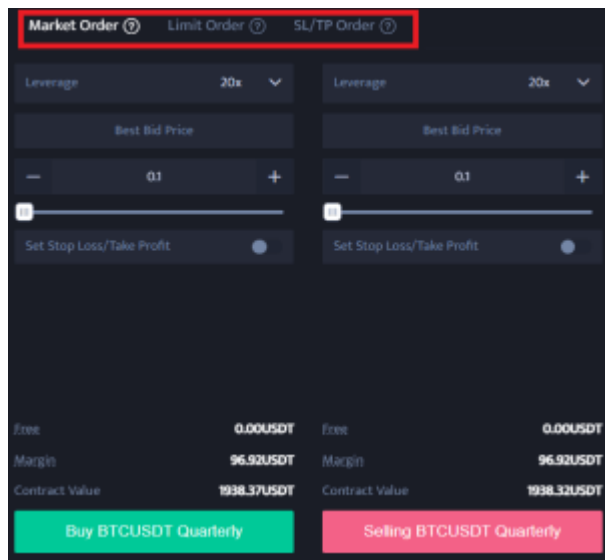 Market Order ? Limit Order ? SL/TP Order ?
Leverage 20x Leverage 20x
Best Bid Price Best Bid Price
— 0.1 + — 0.1 +
Set Stop Loss/Take Profit Set Stop Loss/Take Profit
Free 0.00USDT Free 0.00USDT
Margin 96.92USDT Margin 96.92USDT
Contract Value 1938.37USDT Contract Value 1938.32USDT
Buy BTCUSDT Quarterly Selling BTCUSDT Quarterly